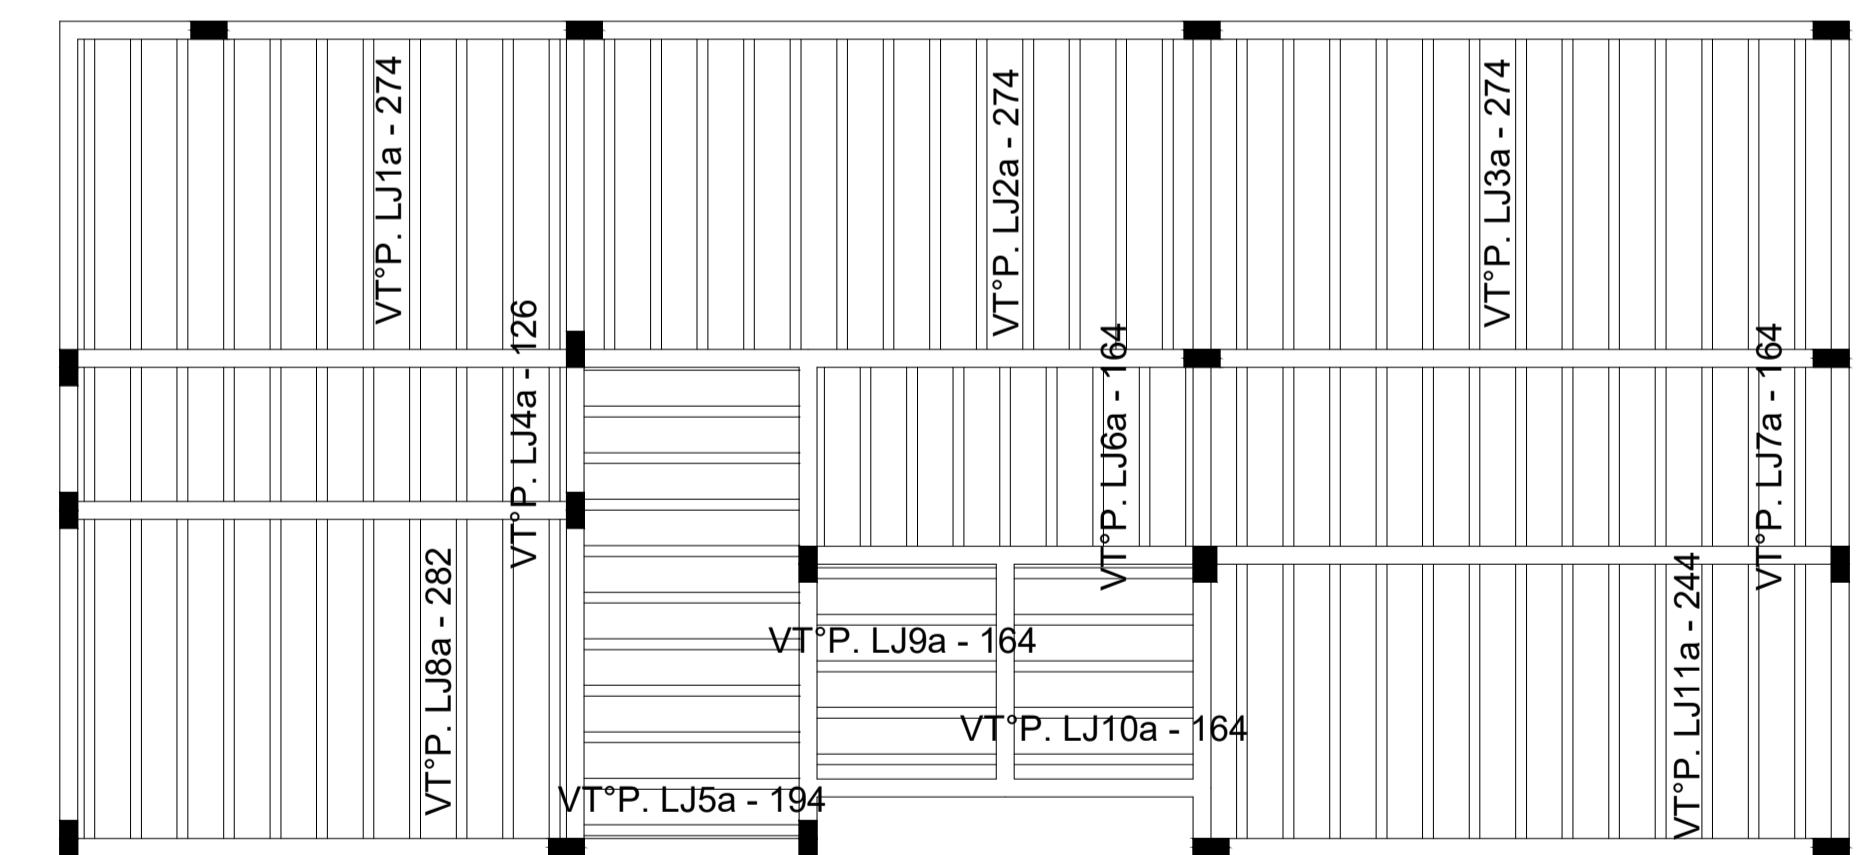 VT°P. LJ1a - 274
VT°P. LJ2a - 274
VT°P. LJ3a - 274
VT°P. LJ4a - 126
VT°P. LJ6a - 164
VT°P. LJ7a - 164
VT°P. LJ8a - 282
VT°P. LJ9a - 164
VT°P. LJ10a - 164
VT°P. LJ11a - 244
VT°P. LJ5a - 194